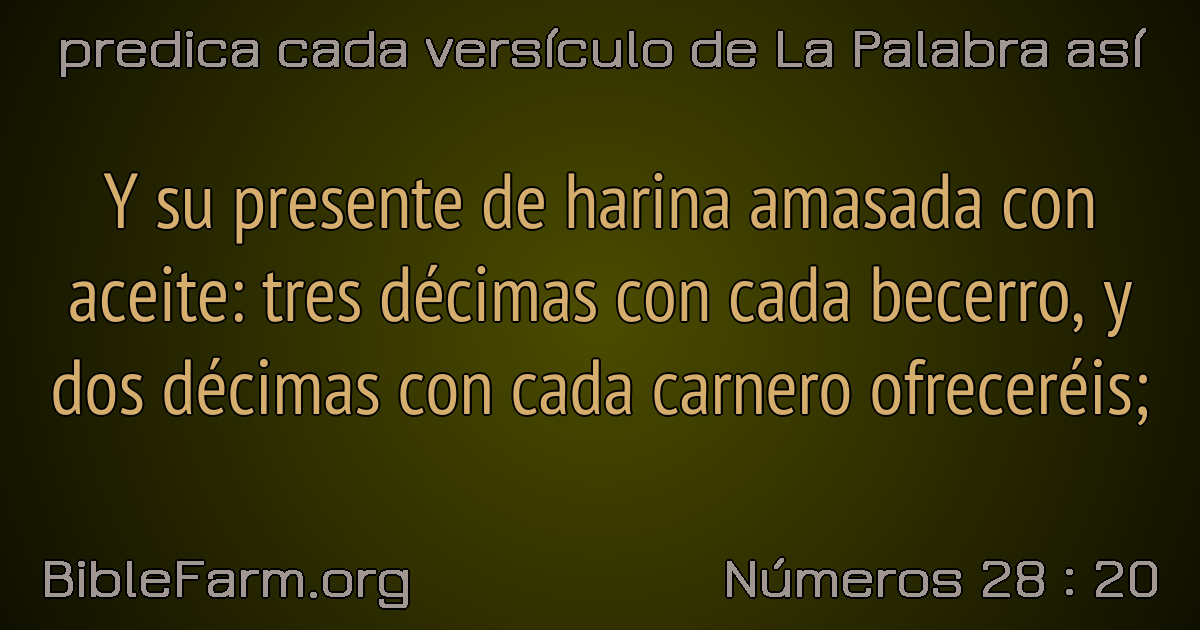 predica cada versículo de La Palabra así
Y su presente de harina amasada con
aceite: tres décimas con cada becerro, y
dos décimas con cada carnero ofreceréis;
BibleFarm.org
Números 28 : 20